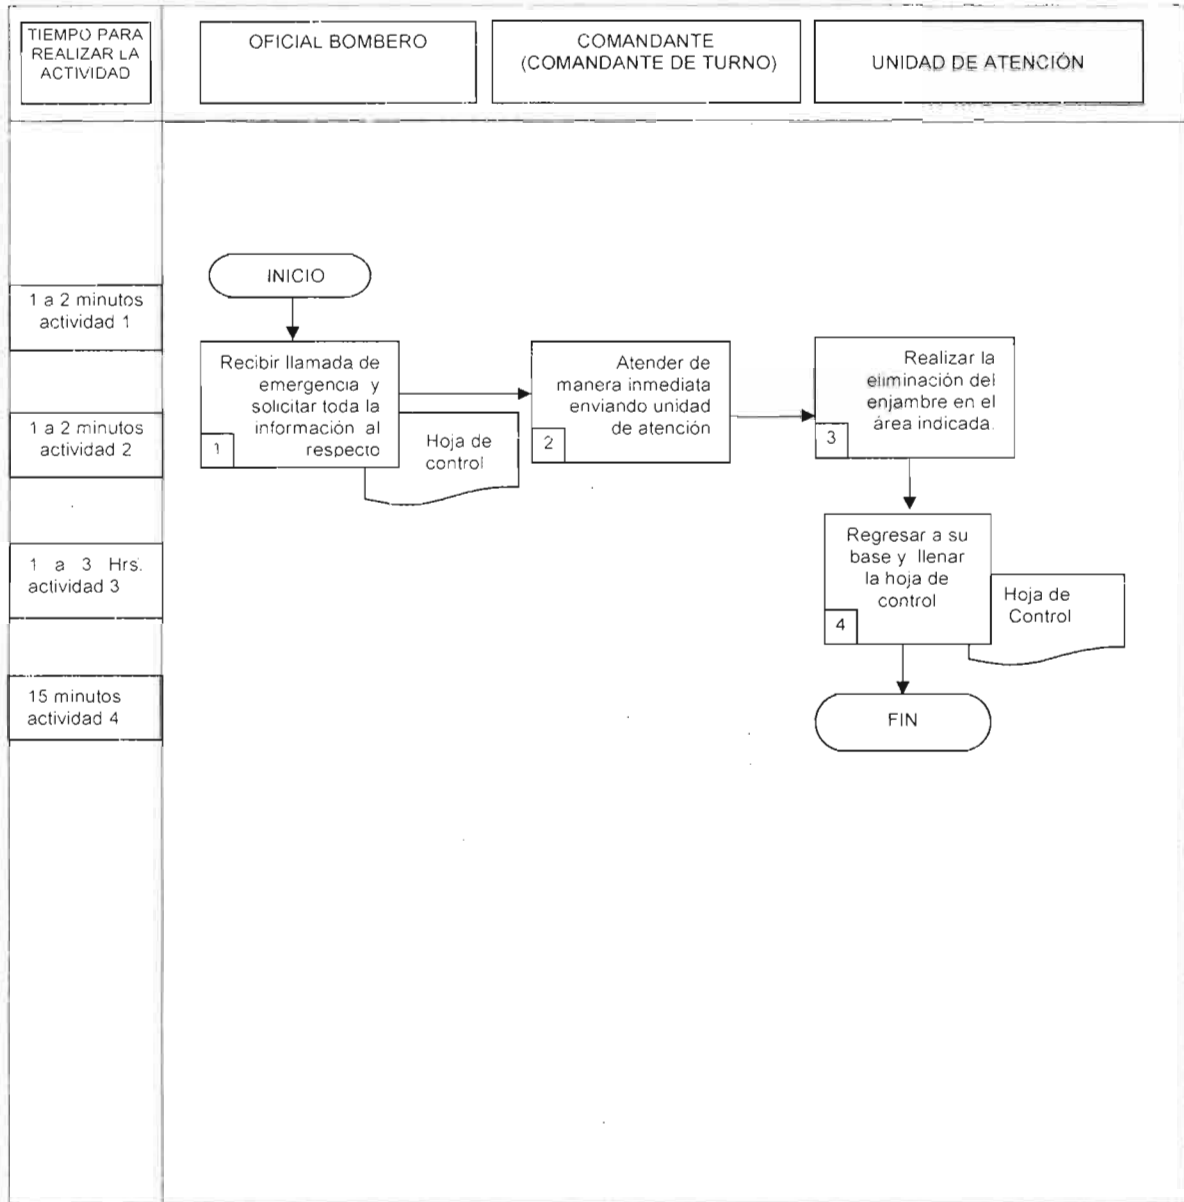 TIEMPO PARA
REALIZAR LA
ACTIVIDAD
OFICIAL BOMBERO
COMANDANTE
(COMANDANTE DE TURNO)
UNIDAD DE ATENCIÓN
INICIO
1 a 2 minutos
actividad 1
Recibir llamada de
emergencia y
solicitar toda la
información al
respecto
1
Hoja de
control
Atender de
manera inmediata
enviando unidad
de atención
2
Realizar la
eliminación del
enjambre en el
área indicada.
3
1 a 2 minutos
actividad 2
Regresar a su
base y llenar
la hoja de
control
4
Hoja de
Control
1 a 3 Hrs.
actividad 3
15 minutos
actividad 4
FIN